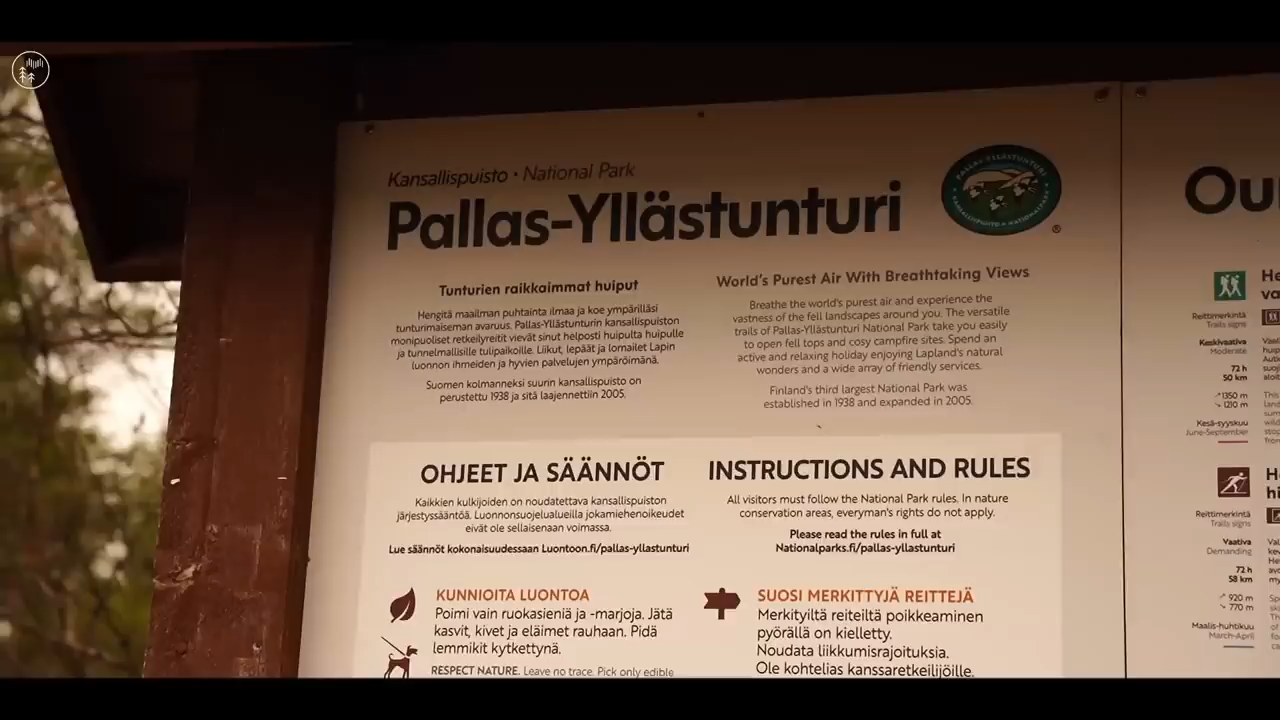 Kansallispuisto • National Park
Pallas-Yllästunturi
PALLAS-YLLÄSTUNTURI
KANSALLISPUISTO • NATIONALPARK
®
Tunturien raikkaimmat huiput
Hengitä maailman puhtainta ilmaa ja koe ympärilläsi
tunturimaiseman avaruus. Pallas-Yllästunturin kansallispuiston
monipuoliset retkeilyreitit vievät sinut helposti huipulta huipulle
ja tunnelmallisille tulipaikoille. Liikut, lepäät ja lomailet Lapin
luonnon ihmeiden ja hyvien palvelujen ympäröimänä.
Suomen kolmanneksi suurin kansallispuisto on
perustettu 1938 ja sitä laajennettiin 2005.
World's Purest Air With Breathtaking Views
Breathe the world's purest air and experience the
vastness of the fell landscapes around you. The versatile
trails of Pallas-Yllästunturi National Park take you easily
to open fell tops and cosy campfire sites. Spend an
active and relaxing holiday enjoying Lapland's natural
wonders and a wide array of friendly services.
Finland's third largest National Park was
established in 1938 and expanded in 2005.
OHJEET JA SÄÄNNÖT
Kaikkien kulkijoiden on noudatettava kansallispuiston
järjestyssääntöä. Luonnonsuojelualueilla jokamiehenoikeudet
eivät ole sellaisenaan voimassa.
Lue säännöt kokonaisuudessaan Luontoon.fi/pallas-yllastunturi
INSTRUCTIONS AND RULES
All visitors must follow the National Park rules. In nature
conservation areas, everyman's rights do not apply.
Please read the rules in full at
Nationalparks.fi/pallas-yllastunturi
KUNNIOITA LUONTOA
Poimi vain ruokasieniä ja -marjoja. Jätä
kasvit, kivet ja eläimet rauhaan. Pidä
lemmikit kytkettynä.
RESPECT NATURE. Leave no trace. Pick only edible
SUOSI MERKITTYJÄ REITTEJÄ
Merkityiltä reiteiltä poikkeaminen
pyörällä on kielletty.
Noudata liikkumisrajoituksia.
Ole kohtelias kanssaretkeilijöille.
Reittimerkintä
Trails signs
Keskivaativa
Moderate
72 h
50 km
1350 m
1210 m
Kesä-syyskuu
June-September
Reittimerkintä
Trails signs
Vaativa
Demanding
72 h
58 km
920 m
770 m
Maalis-huhtikuu
March-April